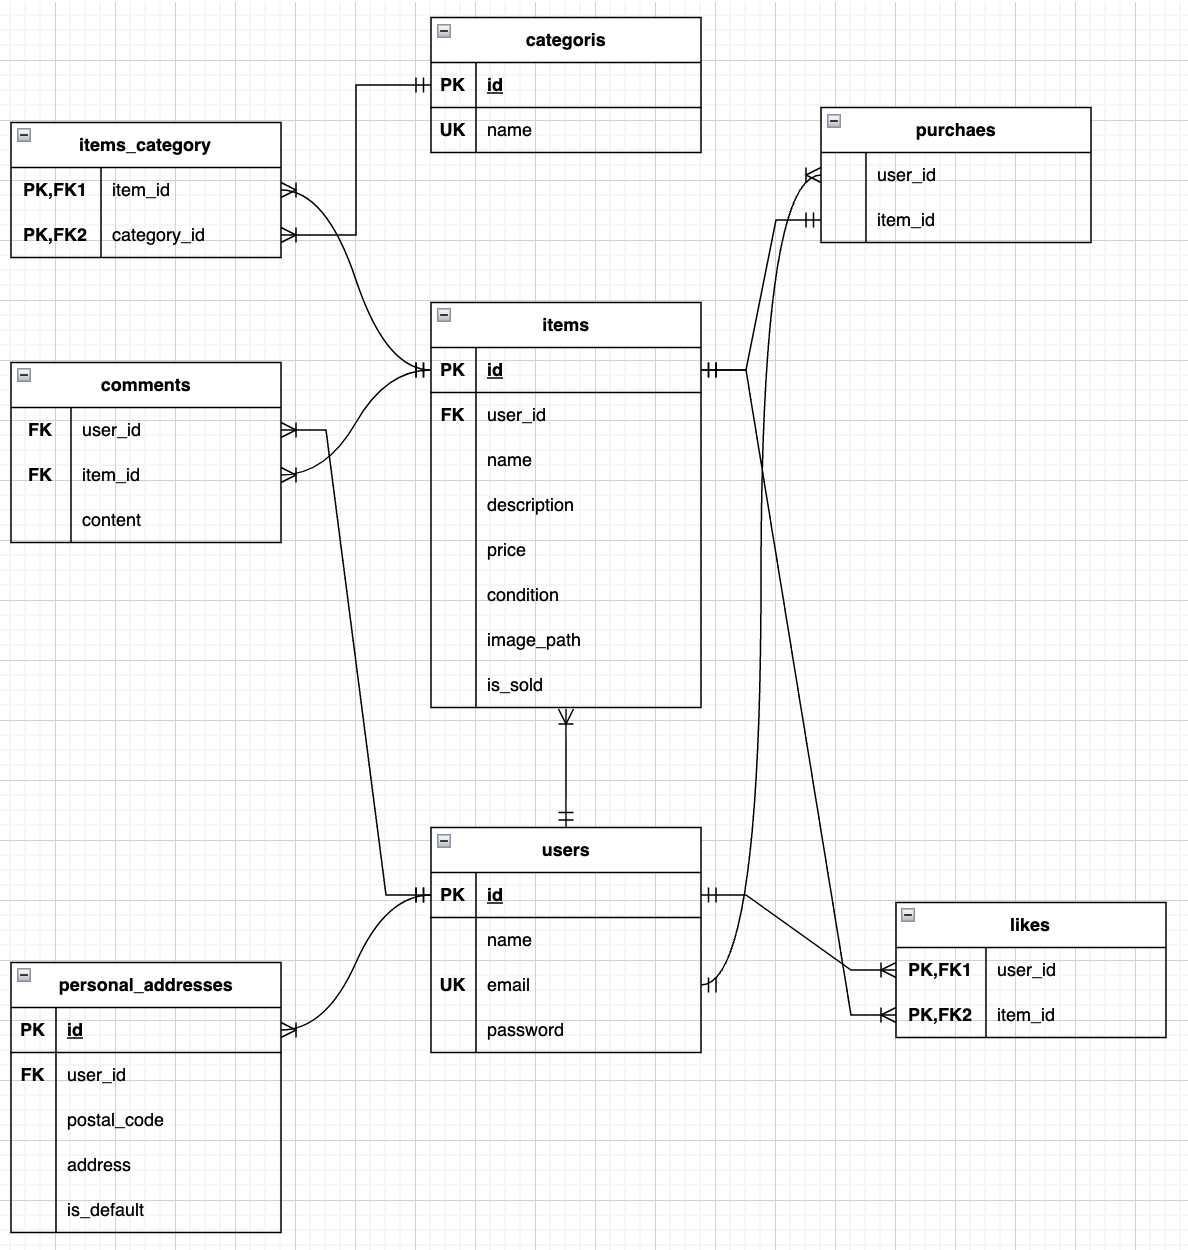 categoris
PK id
UK name
items_category
PK,FK1 item_id
PK,FK2 category_id
purchaes
user_id
item_id
items
PK id
FK user_id
name
description
price
condition
image_path
is_sold
comments
FK user_id
FK item_id
content
users
PK id
name
UK email
password
likes
PK,FK1 user_id
PK,FK2 item_id
personal_addresses
PK id
FK user_id
postal_code
address
is_default